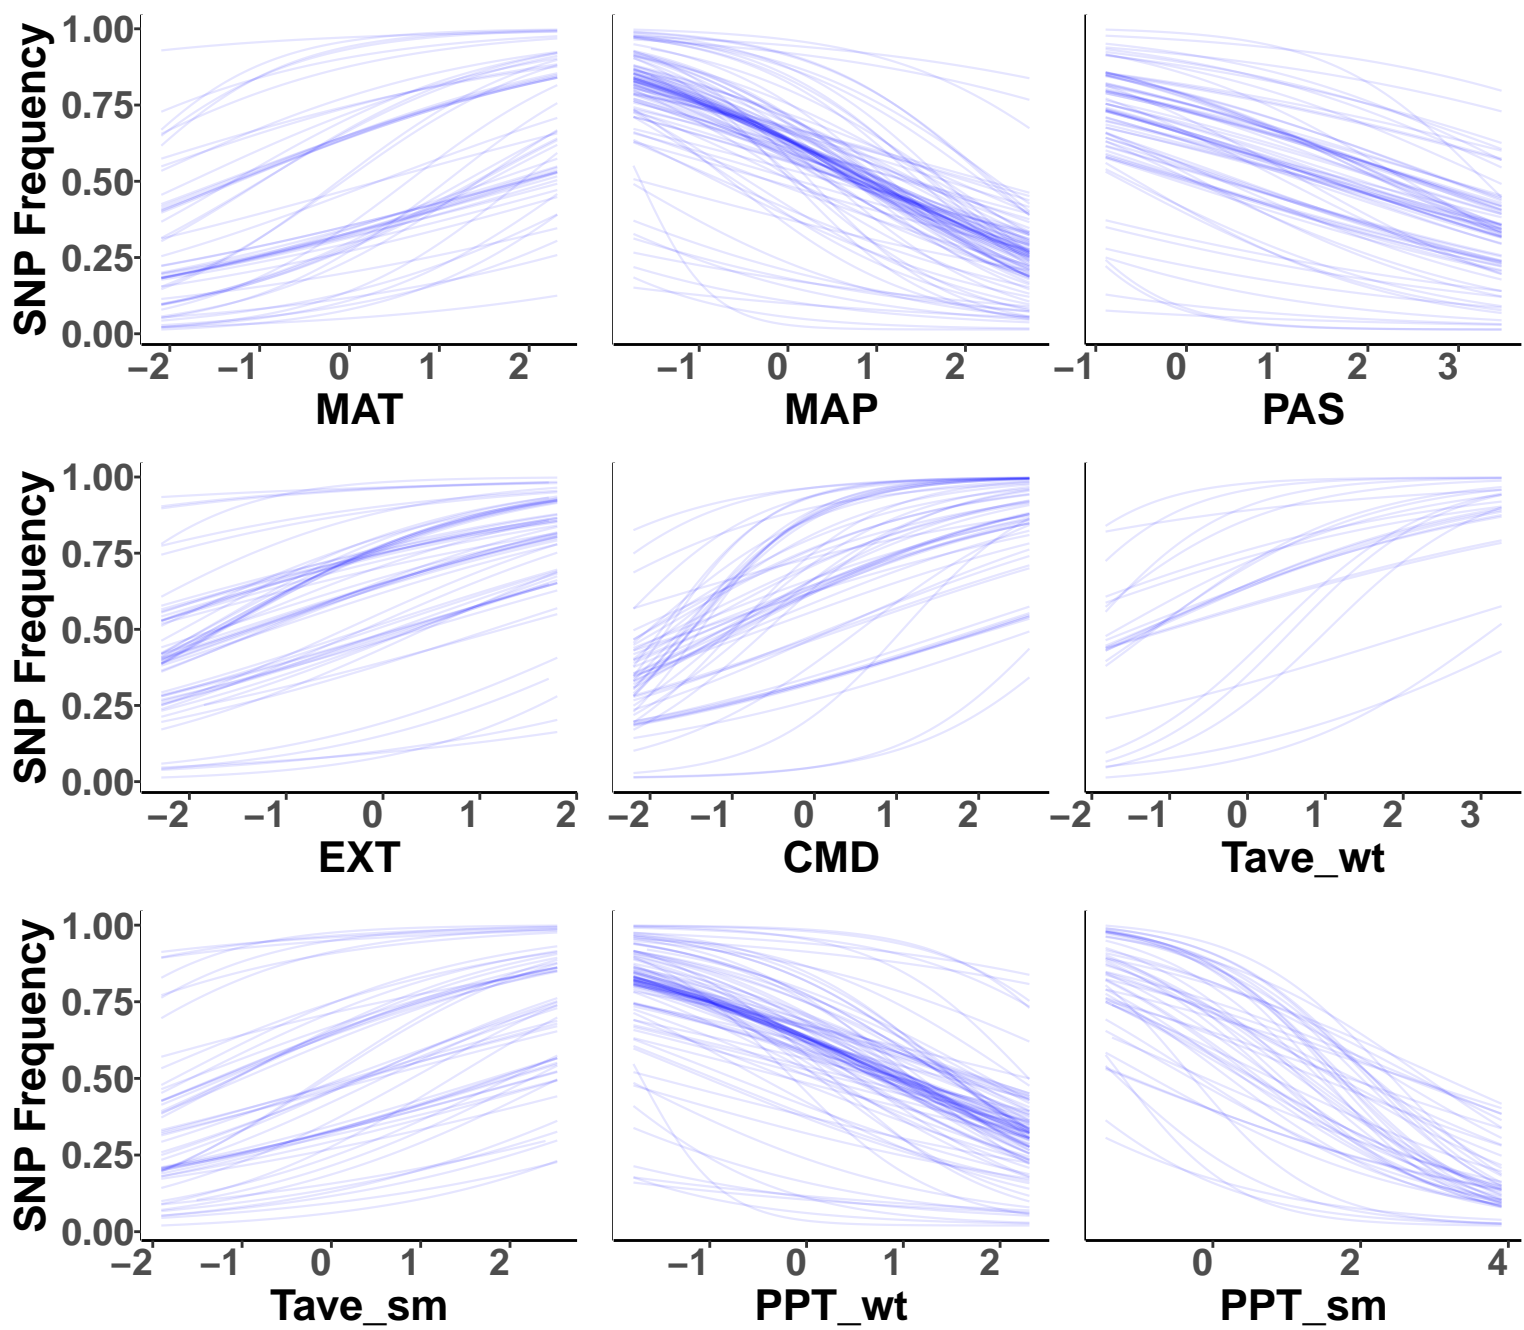 SNP Frequency
1.00
0.75
0.50
0.25
0.00
−2 −1 0 1 2
MAT
−1 0 1 2
MAP
−1 0 1 2 3
PAS
SNP Frequency
1.00
0.75
0.50
0.25
0.00
−2 −1 0 1 2
EXT
−2 −1 0 1 2
CMD
−2 −1 0 1 2 3
Tave_wt
SNP Frequency
1.00
0.75
0.50
0.25
0.00
−2 −1 0 1 2
Tave_sm
−1 0 1 2
PPT_wt
0 2 4
PPT_sm